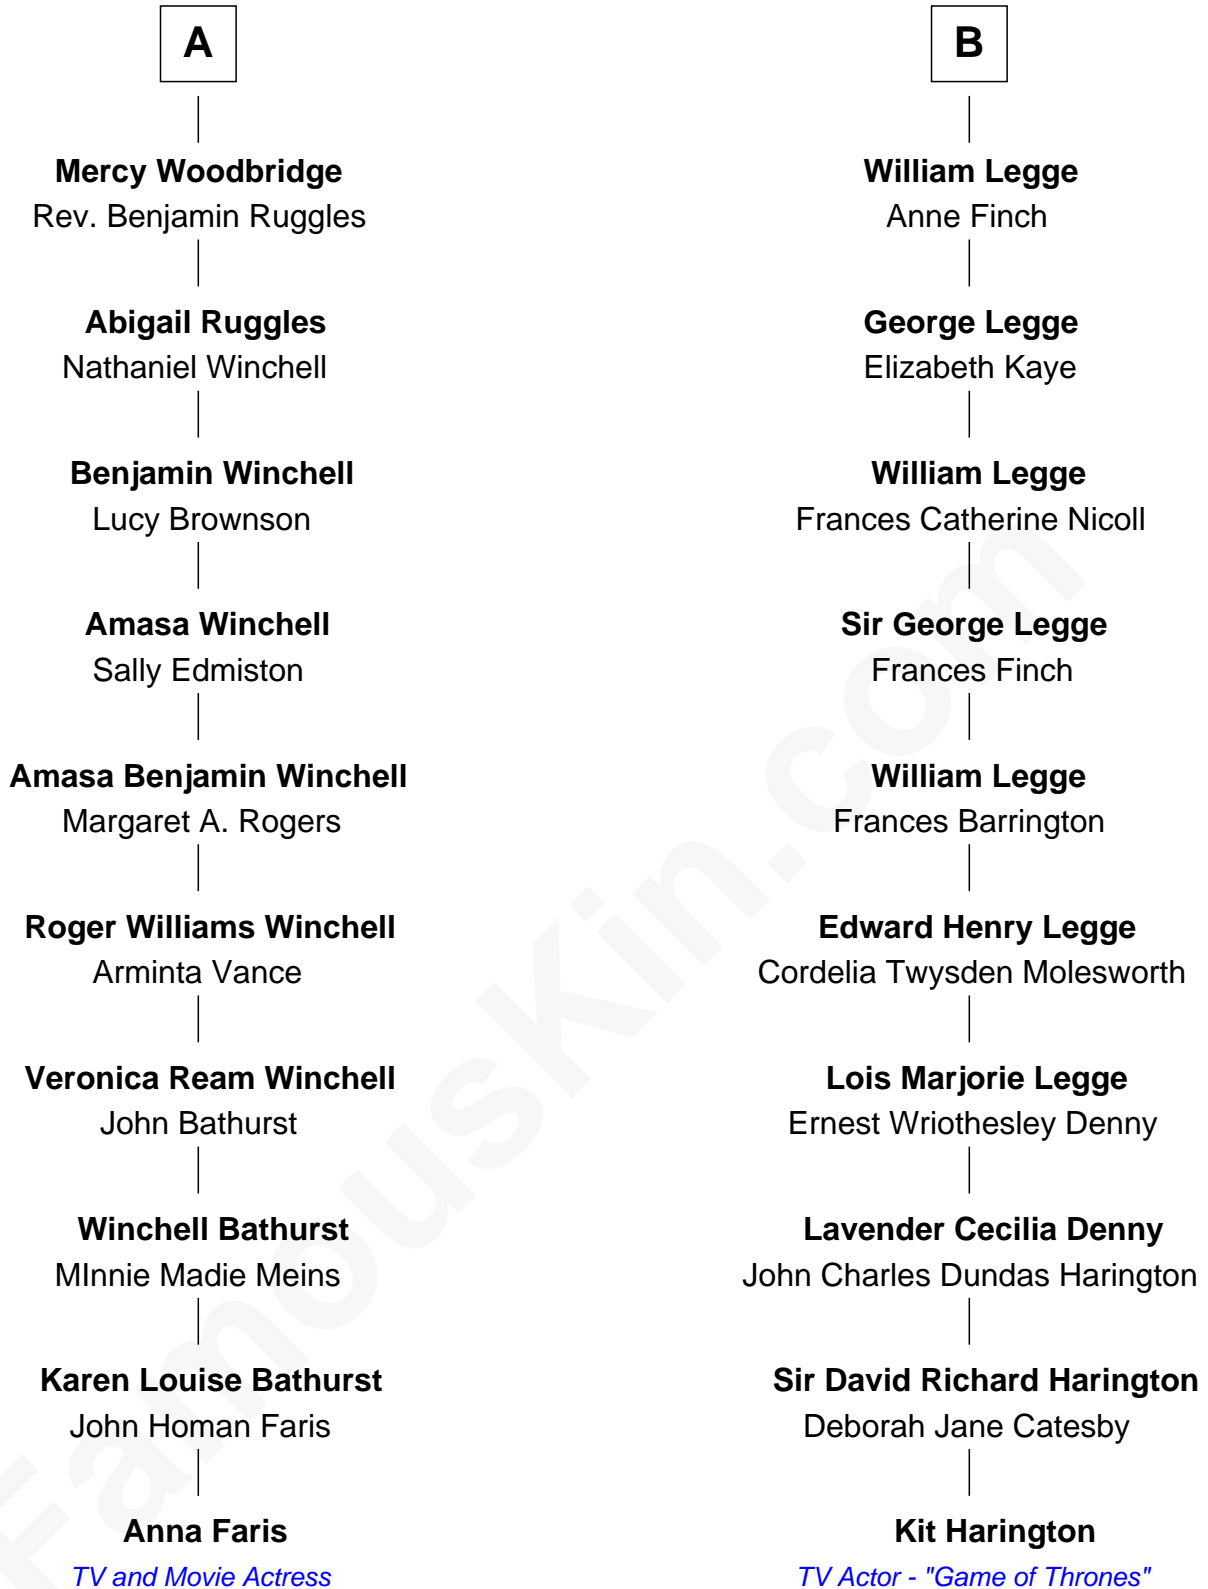 A
Mercy Woodbridge
Rev. Benjamin Ruggles
Abigail Ruggles
Nathaniel Winchell
Benjamin Winchell
Lucy Brownson
Amasa Winchell
Sally Edmiston
Amasa Benjamin Winchell
Margaret A. Rogers
Roger Williams Winchell
Arminta Vance
Veronica Ream Winchell
John Bathurst
Winchell Bathurst
MInnie Madie Meins
Karen Louise Bathurst
John Homan Faris
Anna Faris
TV and Movie Actress
B
William Legge
Anne Finch
George Legge
Elizabeth Kaye
William Legge
Frances Catherine Nicoll
Sir George Legge
Frances Finch
William Legge
Frances Barrington
Edward Henry Legge
Cordelia Twysden Molesworth
Lois Marjorie Legge
Ernest Wriothesley Denny
Lavender Cecilia Denny
John Charles Dundas Harington
Sir David Richard Harington
Deborah Jane Catesby
Kit Harington
TV Actor - "Game of Thrones"
FamousKin.com